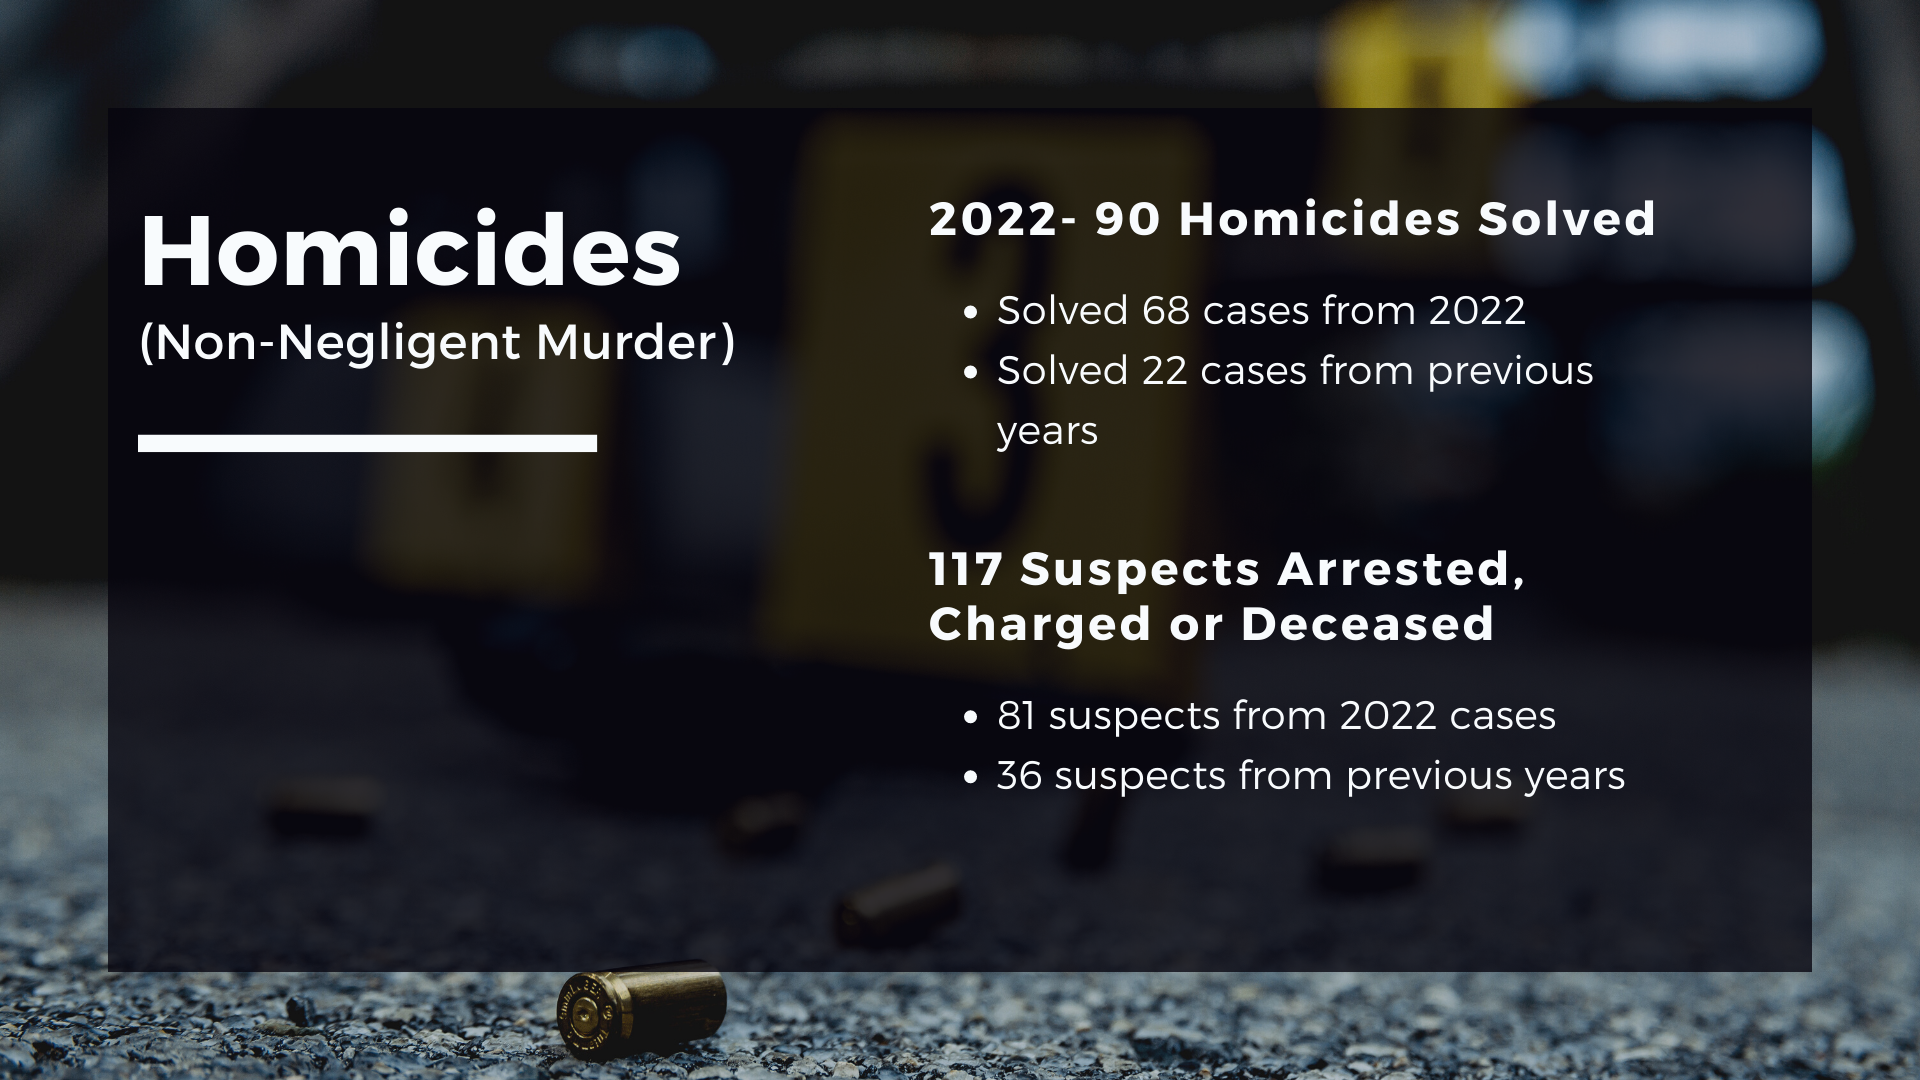 Homicides
(Non-Negligent Murder)
2022- 90 Homicides Solved
• Solved 68 cases from 2022
• Solved 22 cases from previous
years
117 Suspects Arrested,
Charged or Deceased
• 81 suspects from 2022 cases
• 36 suspects from previous years
3